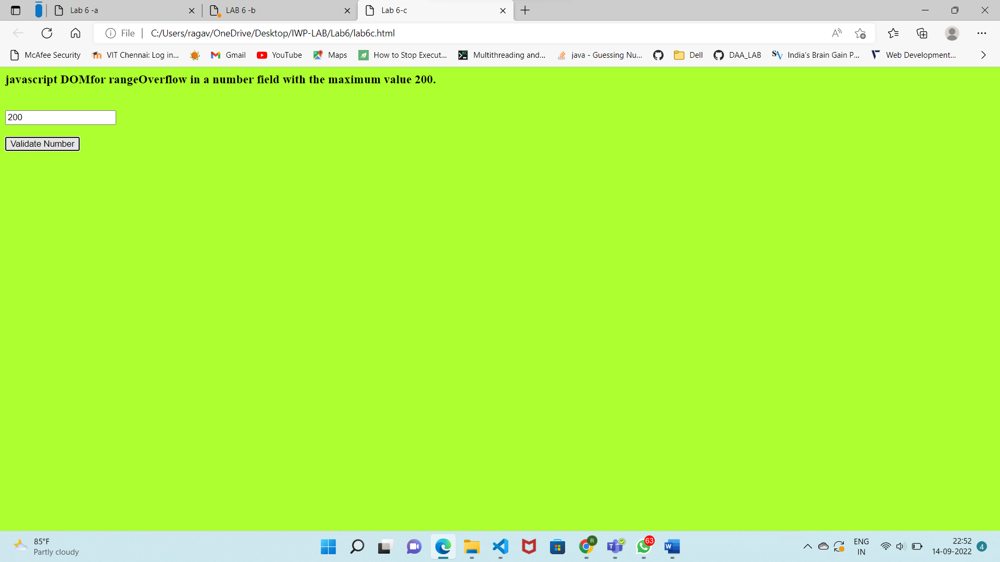 Lab 6 -a
LAB 6 -b
Lab 6-c
File
C:/Users/ragav/OneDrive/Desktop/IWP-LAB/Lab6/lab6c.html
McAfee Security
VIT Chennai: Log in...
Gmail
YouTube
Maps
How to Stop Execut...
Multithreading and...
java - Guessing Nu...
Dell
DAA_LAB
India's Brain Gain P...
Web Development...
javascript DOMfor rangeOverflow in a number field with the maximum value 200.
200
Validate Number
85°F
Partly cloudy
R
63
ENG
IN
22:52
14-09-2022
4